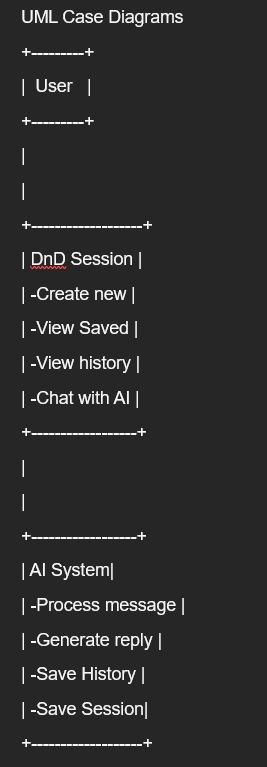 UML Case Diagrams
+---------+
|  User   |
+---------+
|
|
+-------------------+
| DnD Session |
| -Create new |
| -View Saved |
| -View history |
| -Chat with AI |
+------------------+
|
|
+------------------+
| AI System|
| -Process message |
| -Generate reply |
| -Save History |
| -Save Session|
+-------------------+